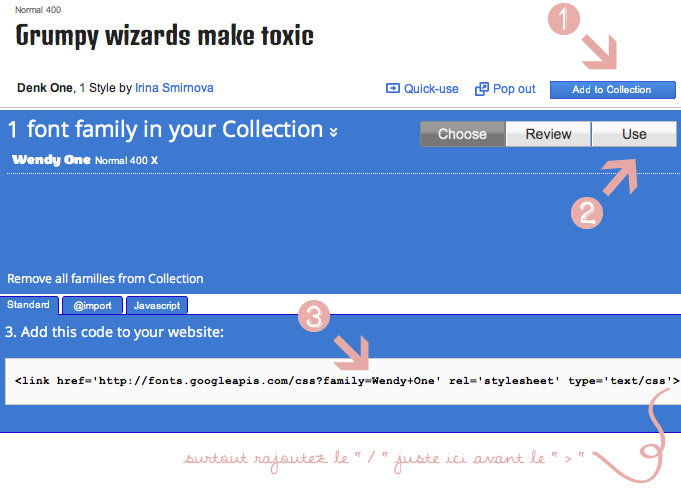 Normal 400
Grumpy wizards make toxic
1
Denk One, 1 Style by Irina Smirnova
Quick-use Pop out Add to Collection
1 font family in your Collection
Choose Review Use
Wendy One Normal 400 X
2
Remove all families from Collection
Standard @import Javascript
3
3. Add this code to your website:
<link href='http://fonts.googleapis.com/css?family=Wendy+One' rel='stylesheet' type='text/css'>
surtout rajoutez le " / " juste ici avant le " > "